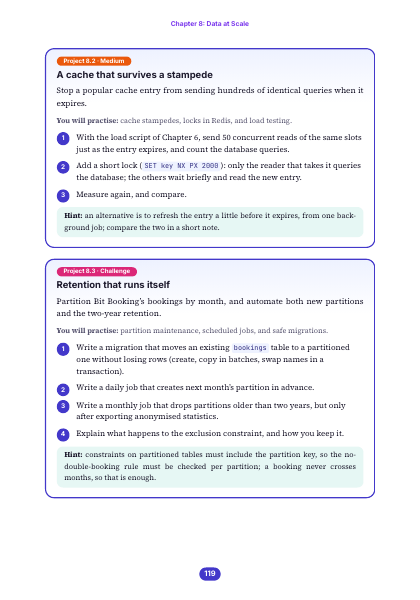 Chapter 8: Data at Scale
Project 8.2 · Medium
A cache that survives a stampede
Stop a popular cache entry from sending hundreds of identical queries when it
expires.
You will practise: cache stampedes, locks in Redis, and load testing.
1 With the load script of Chapter 6, send 50 concurrent reads of the same slots
just as the entry expires, and count the database queries.
2 Add a short lock ( SET key NX PX 2000 ): only the reader that takes it queries
the database; the others wait briefly and read the new entry.
3 Measure again, and compare.
Hint: an alternative is to refresh the entry a little before it expires, from one back-
ground job; compare the two in a short note.
Project 8.3 · Challenge
Retention that runs itself
Partition Bit Booking's bookings by month, and automate both new partitions
and the two-year retention.
You will practise: partition maintenance, scheduled jobs, and safe migrations.
1 Write a migration that moves an existing bookings table to a partitioned
one without losing rows (create, copy in batches, swap names in a
transaction).
2 Write a daily job that creates next month's partition in advance.
3 Write a monthly job that drops partitions older than two years, but only
after exporting anonymised statistics.
4 Explain what happens to the exclusion constraint, and how you keep it.
Hint: constraints on partitioned tables must include the partition key, so the no-
double-booking rule must be checked per partition; a booking never crosses
months, so that is enough.
119